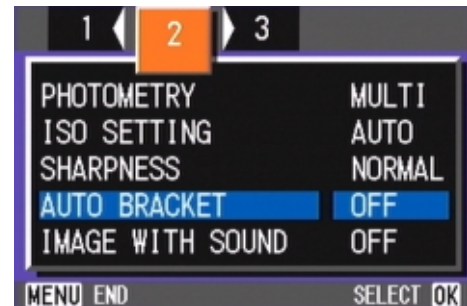 1 2 3
PHOTOMETRY MULTI
ISO SETTING AUTO
SHARPNESS NORMAL
AUTO BRACKET OFF
IMAGE WITH SOUND OFF
MENU END SELECT OK